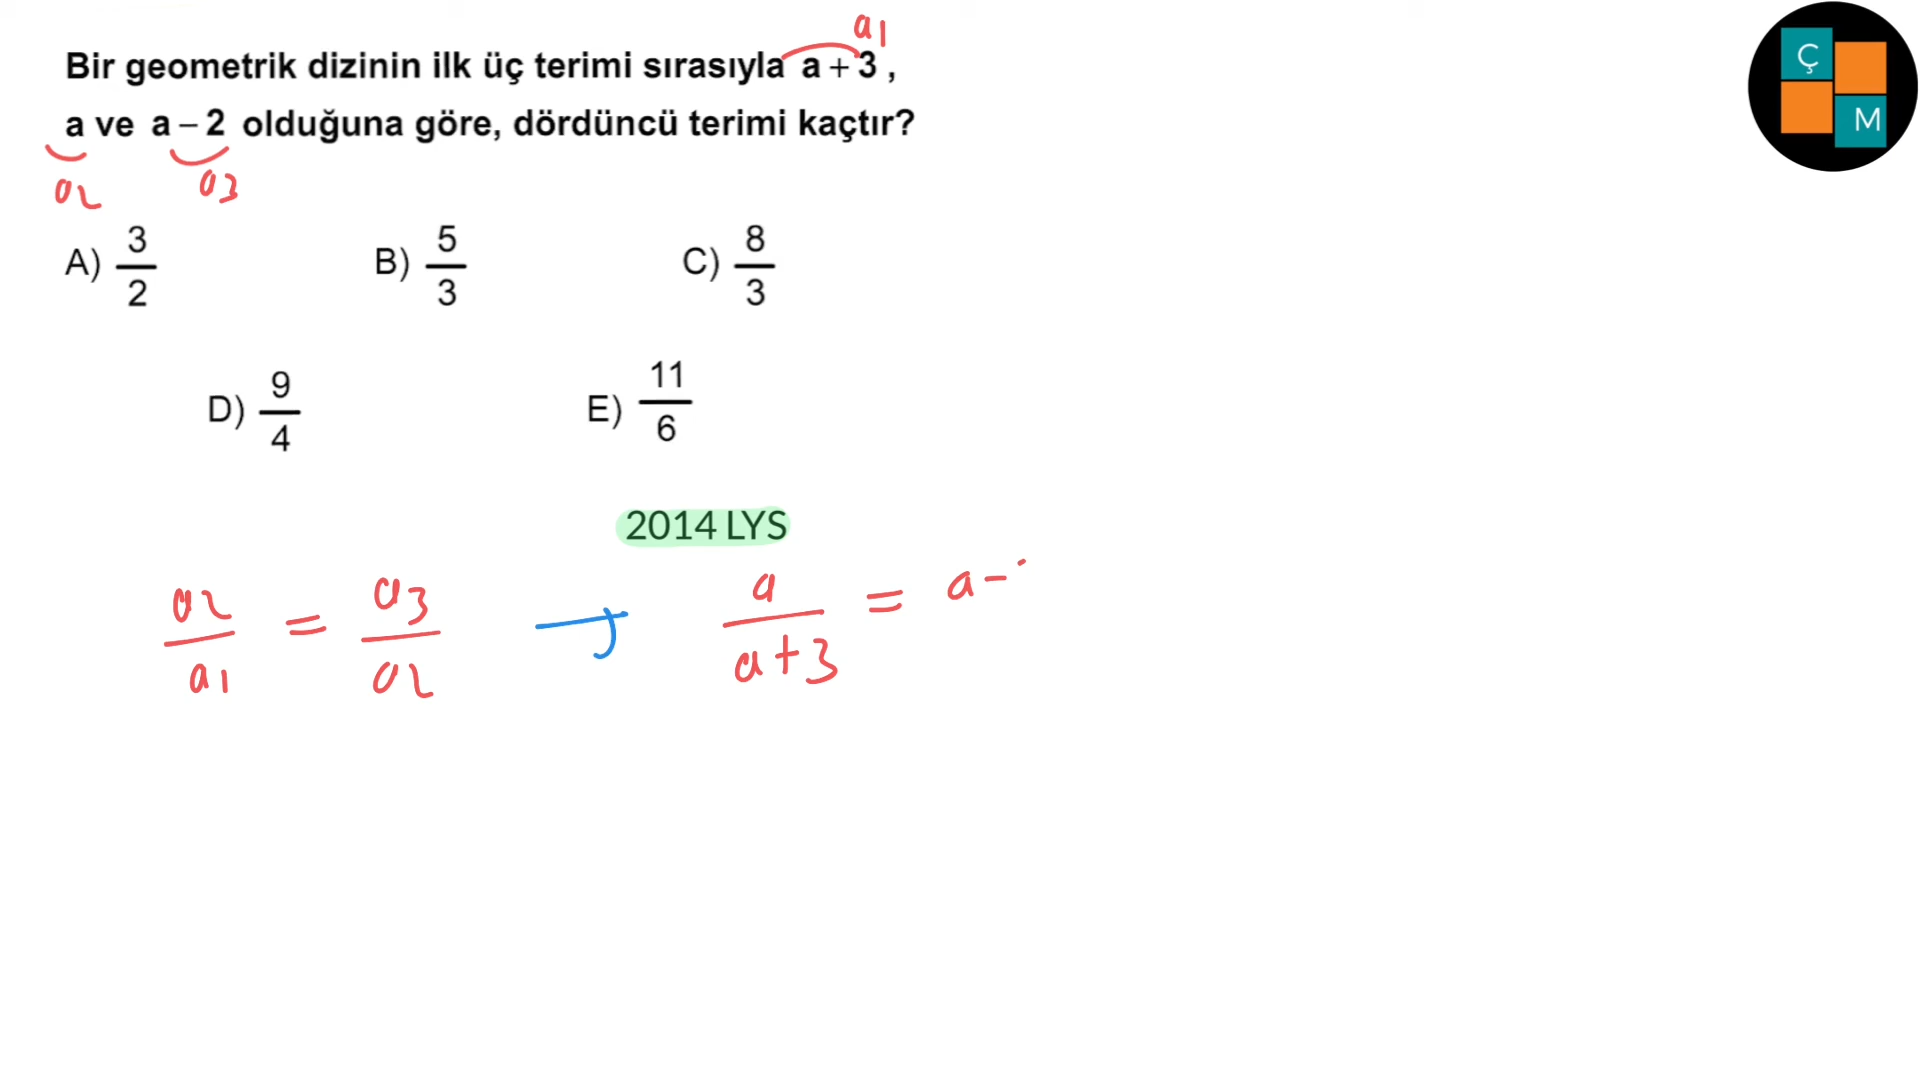 a1
Bir geometrik dizinin ilk üç terimi sırasıyla a + 3 ,
a ve a – 2 olduğuna göre, dördüncü terimi kaçtır?
a2 a3
A) 3/2 B) 5/3 C) 8/3
D) 9/4 E) 11/6
2014 LYS
a2/a1 = a3/a2 → a/a+3 = a-
Ç
M